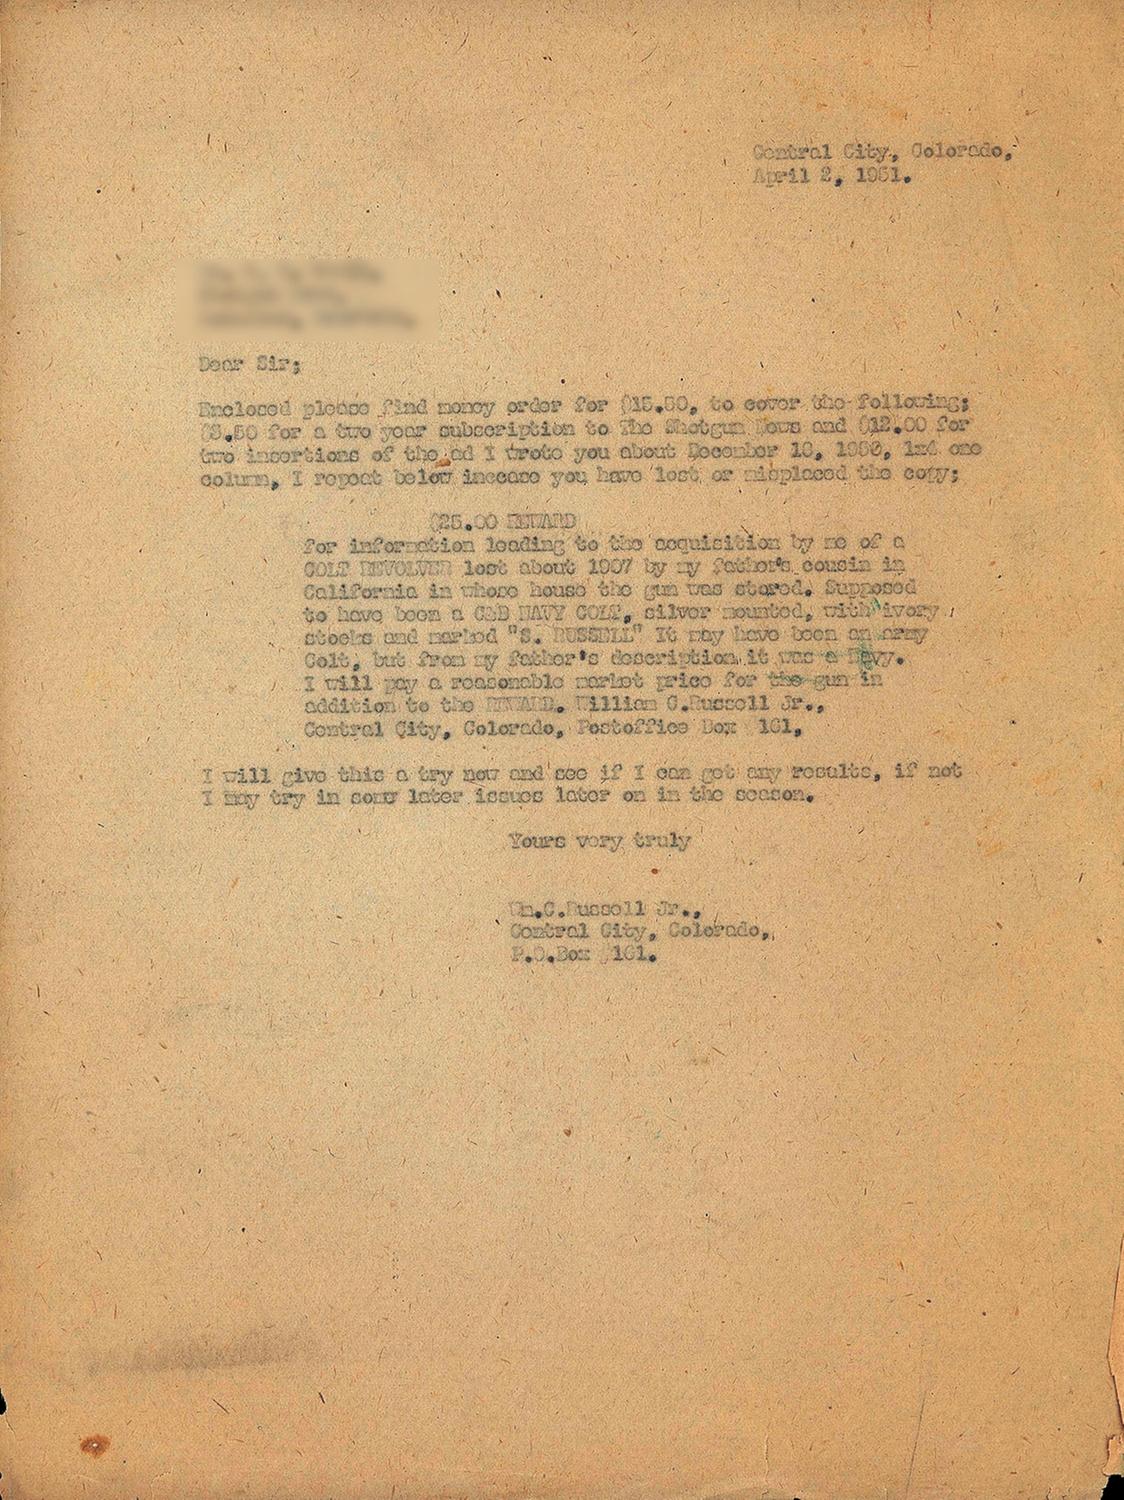 Central City, Colorado,
April 2, 1951.
Dear Sir;
Enclosed please find money order for $15.50, to cover the following;
$3.50 for a two year subscription to The Shotgun News and $12.00 for
two insertions of the ad I wrote you about December 10, 1950, 1x4 one
column, I repeat below incease you have lost or misplaced the copy;
$25.00 REWARD
for information leading to the acquisition by me of a
COLT REVOLVER lost about 1907 by my father's cousin in
California in whose house the gun was stored. Supposed
to have been a C&B NAVY COLT, silver mounted, with ivory
stocks and marked "S. RUSSELL" It may have been an army
Colt, but from my father's description it was a Navy.
I will pay a reasonable market price for the gun in
addition to the REWARD. William C.Russell Jr.,
Central City, Colorado, Postoffice Box 161,
I will give this a try now and see if I can get any results, if not
I may try in some later issues later on in the season.
Yours very truly
Wm.C.Russell Jr.,
Central City, Colorado,
P.O.Box 161.